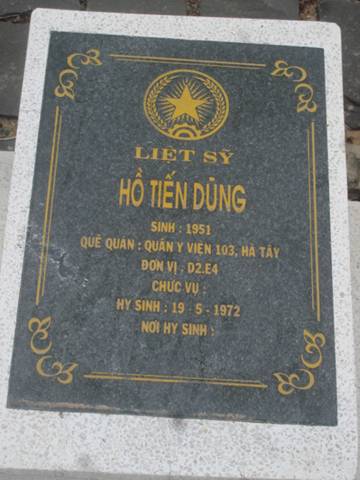 LIỆT SỸ
HỒ TIẾN DŨNG
SINH : 1951
QUÊ QUÁN : QUÂN Y VIỆN 103, HÀ TÂY
ĐƠN VỊ : D2.E4
CHỨC VỤ :
HY SINH : 19 - 5 - 1972
NƠI HY SINH :